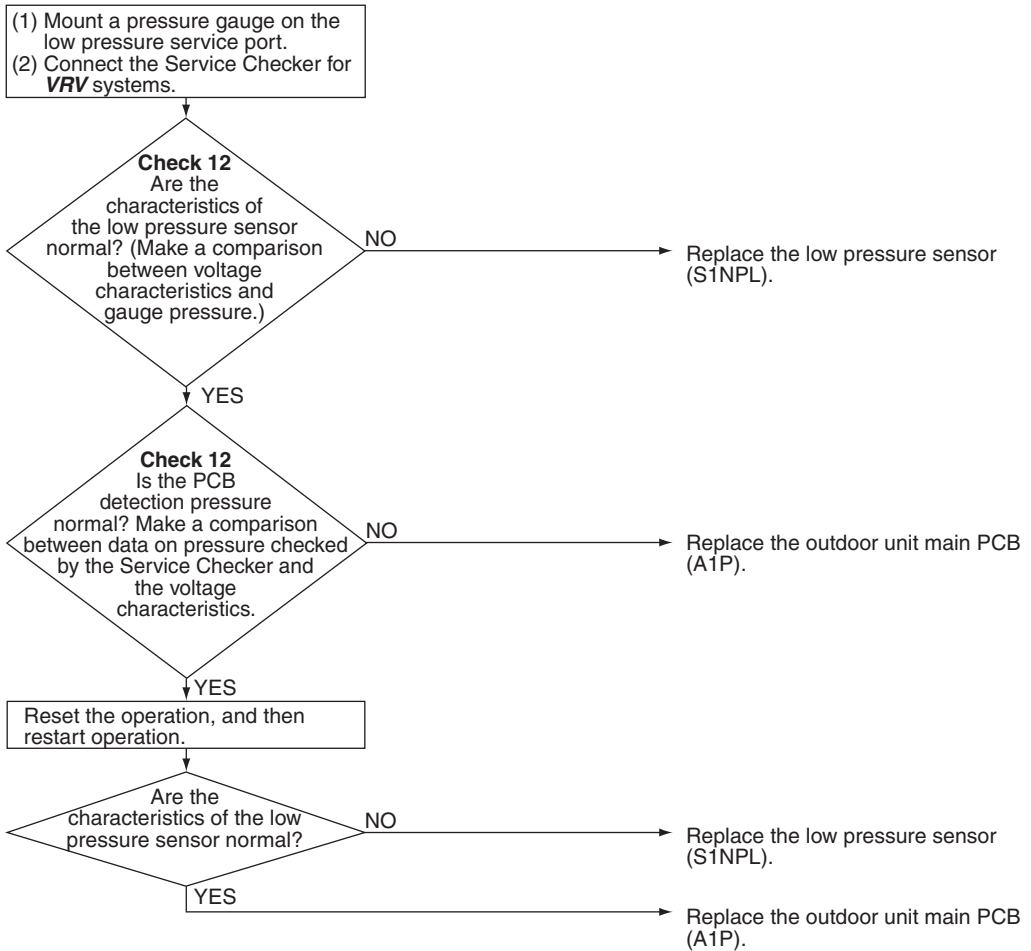 (1) Mount a pressure gauge on the
low pressure service port.
(2) Connect the Service Checker for
VRV systems.
Check 12
Are the
characteristics of
the low pressure sensor
normal? (Make a comparison
between voltage
characteristics and
gauge pressure.)
NO
Replace the low pressure sensor
(S1NPL).
YES
Check 12
Is the PCB
detection pressure
normal? Make a comparison
between data on pressure checked
by the Service Checker and
the voltage
characteristics.
NO
Replace the outdoor unit main PCB
(A1P).
YES
Reset the operation, and then
restart operation.
Are the
characteristics of the low
pressure sensor normal?
NO
Replace the low pressure sensor
(S1NPL).
YES
Replace the outdoor unit main PCB
(A1P).